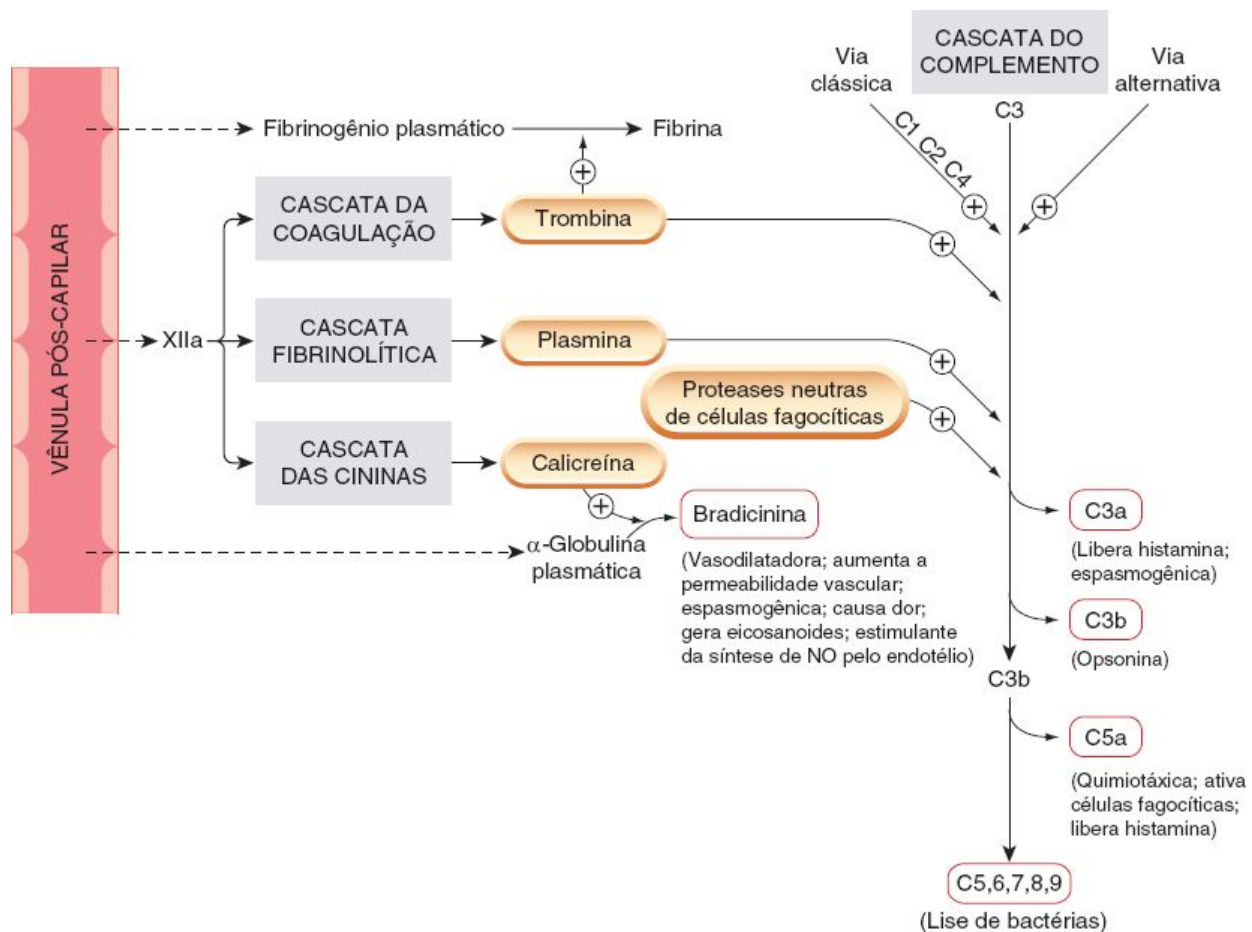 CASCATA DO
COMPLEMENTO
Via
clássica
Via
alternativa
C3
C1 C2 C4
+
+
VÊNULA PÓS-CAPILAR
Fibrinogênio plasmático
Fibrina
+
XIIa
CASCATA DA
COAGULAÇÃO
Trombina
+
CASCATA
FIBRINOLÍTICA
Plasmina
+
Proteases neutras
de células fagocíticas
+
CASCATA
DAS CININAS
Calicreína
+
Bradicinina
α-Globulina
plasmática
(Vasodilatadora; aumenta a
permeabilidade vascular;
espasmogênica; causa dor;
gera eicosanoides; estimulante
da síntese de NO pelo endotélio)
C3a
(Libera histamina;
espasmogênica)
C3b
(Opsonina)
C3b
C5a
(Quimiotáxica; ativa
células fagocíticas;
libera histamina)
C5,6,7,8,9
(Lise de bactérias)